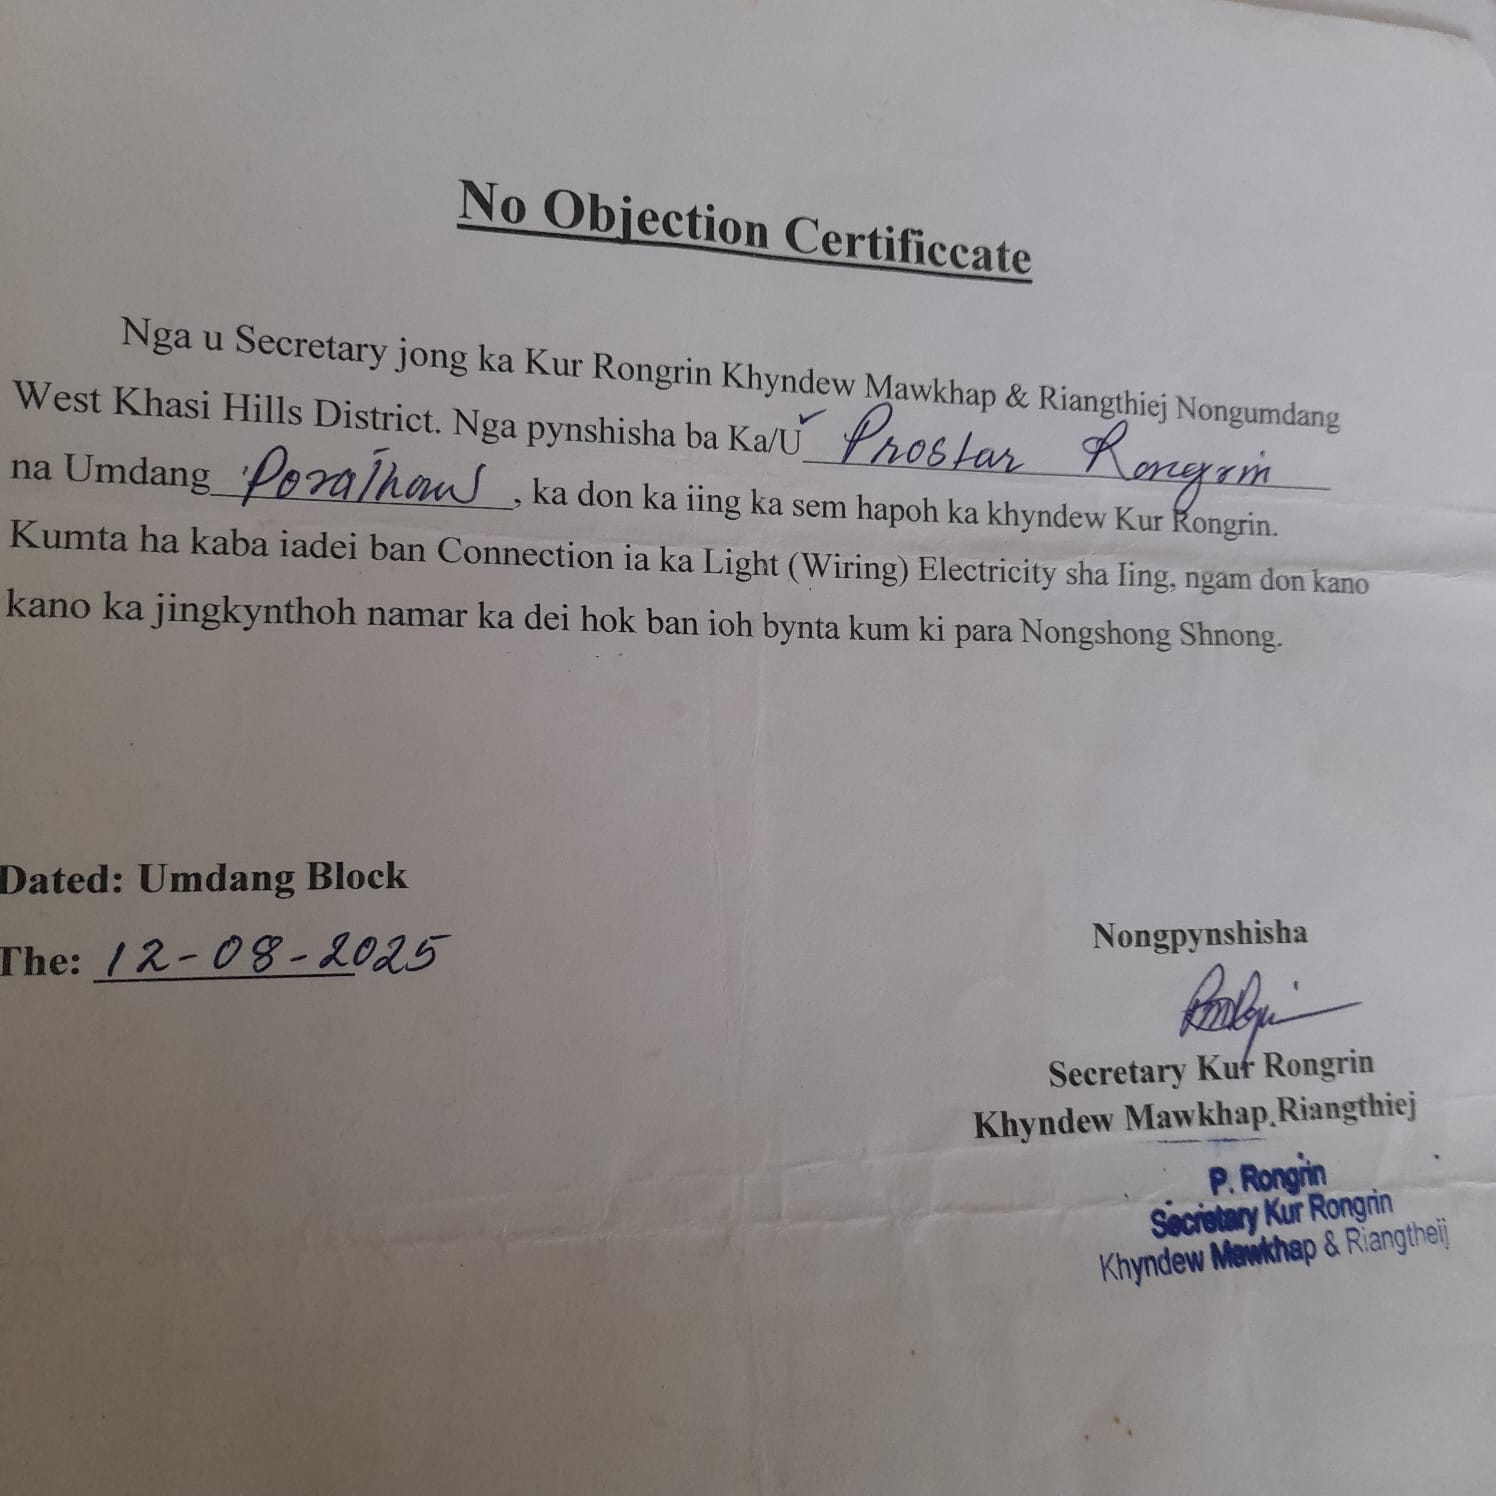 No Objection Certificcate
Nga u Secretary jong ka Kur Rongrin Khyndew Mawkhap & Riangthiej Nongumdang
West Khasi Hills District. Nga pynshisha ba Ka/U Prostar Rongrin
na Umdang Porathaws, ka don ka iing ka sem hapoh ka khyndew Kur Rongrin.
Kumta ha kaba iadei ban Connection ia ka Light (Wiring) Electricity sha Iing, ngam don kano
kano ka jingkynthoh namar ka dei hok ban ioh bynta kum ki para Nongshong Shnong.
Dated: Umdang Block
The: 12-08-2025
Nongpynshisha
Secretary Kur Rongrin
Khyndew Mawkhap.Riangthiej
P. Rongrin
Secrietary Kur Rongrin
Khyndew Mawkhap & Riangtheij